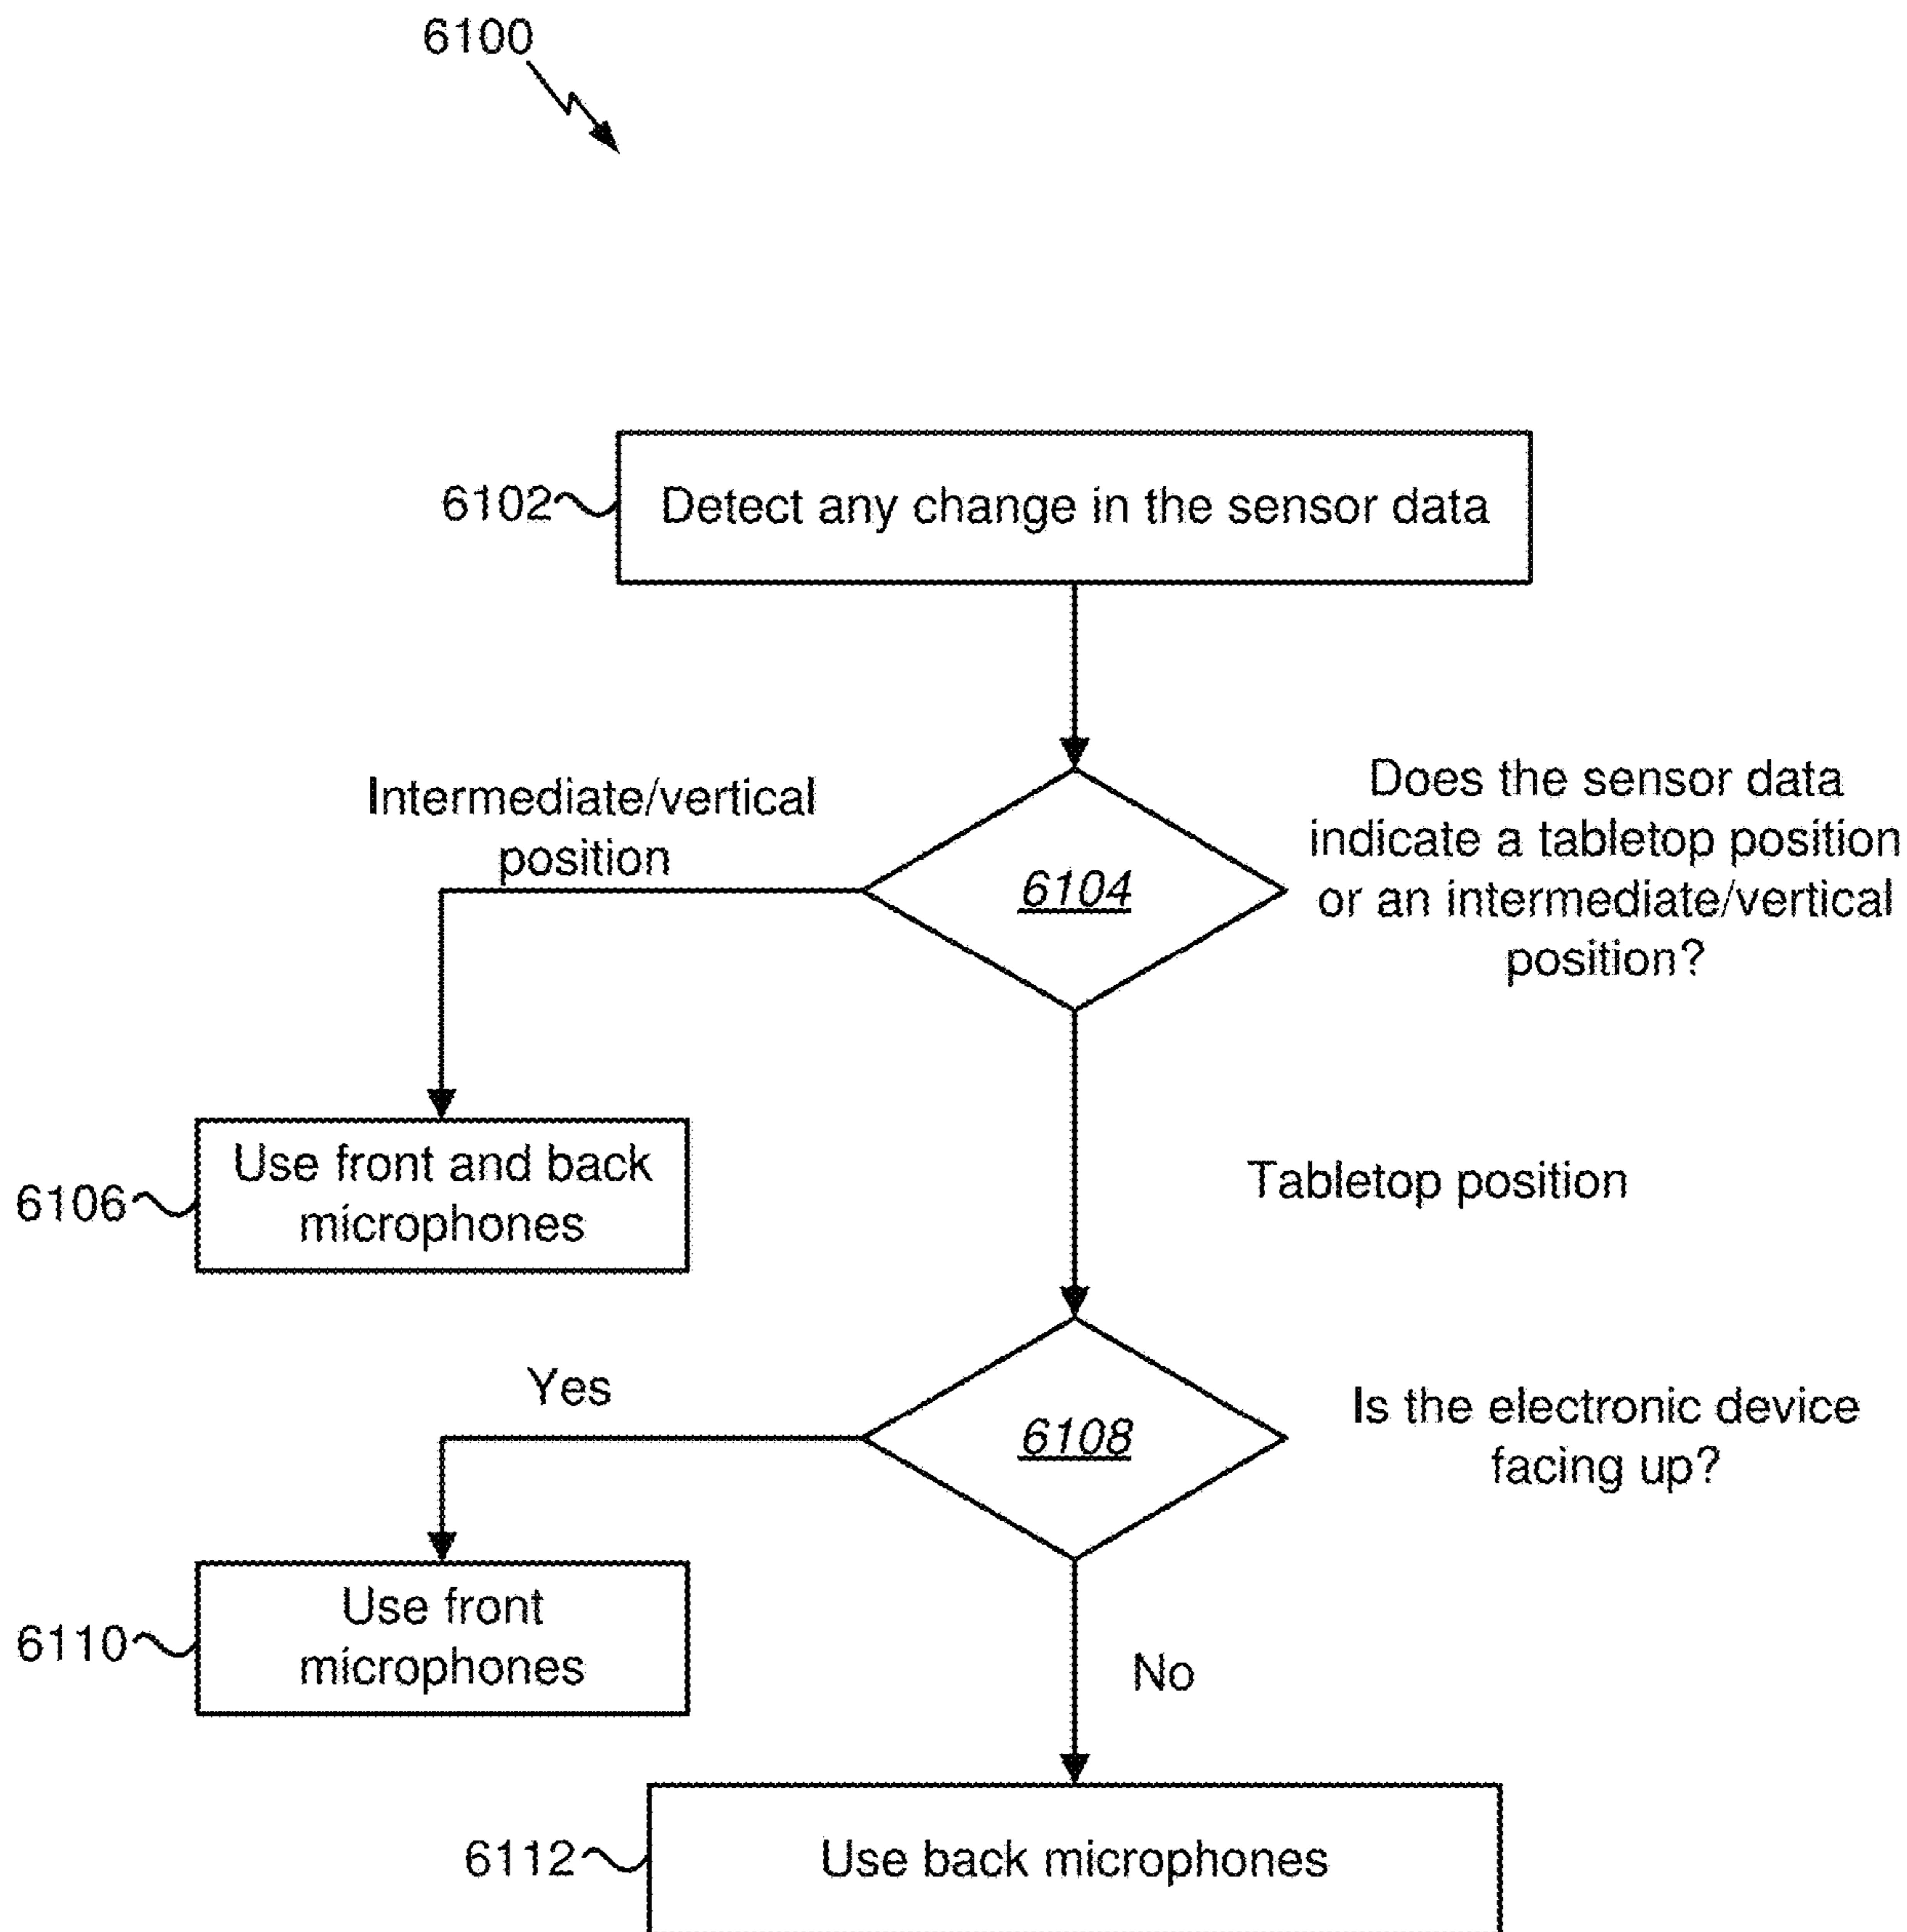 6100
6102
Detect any change in the sensor data
Intermediate/vertical
position
6104
Does the sensor data
indicate a tabletop position
or an intermediate/vertical
position?
6106
Use front and back
microphones
Tabletop position
Yes
6108
Is the electronic device
facing up?
6110
Use front
microphones
No
6112
Use back microphones